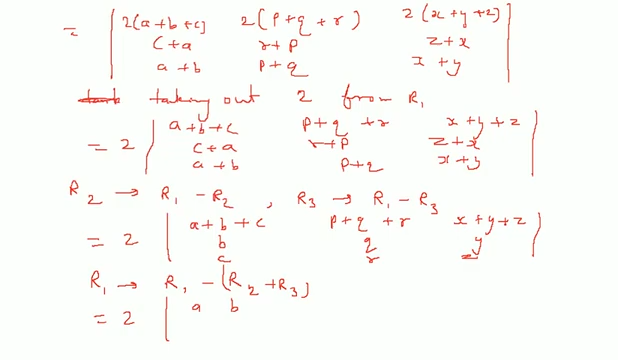 = | 2(a+b+c) 2(p+q+r) 2(x+y+z) |
c+a r+p z+x
a+b p+q x+y
taking out 2 from R1
= 2 | a+b+c p+q+r x+y+z |
c+a r+p z+x
a+b p+q x+y
R2 → R1 - R2 , R3 → R1 - R3
= 2 | a+b+c p+q+r x+y+z |
b q y
c r z
R1 → R1 - (R2 + R3)
= 2 | a b